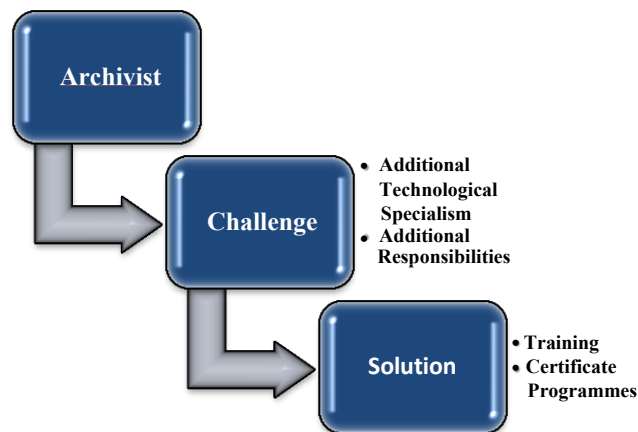 Archivist
Challenge
• Additional
Technological
Specialism
• Additional
Responsibilities
Solution
• Training
• Certificate
Programmes